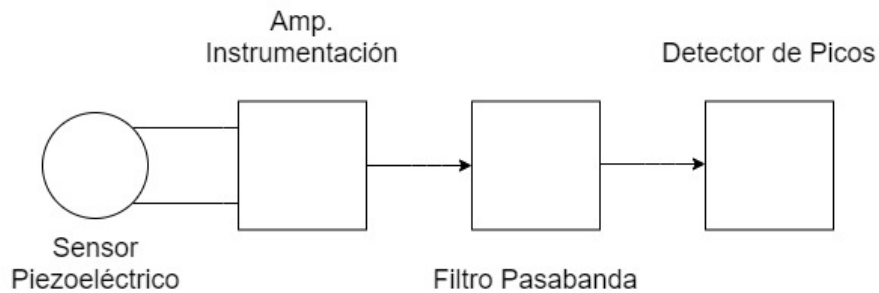 Amp.
Instrumentación
Detector de Picos
Sensor
Piezoeléctrico
Filtro Pasabanda